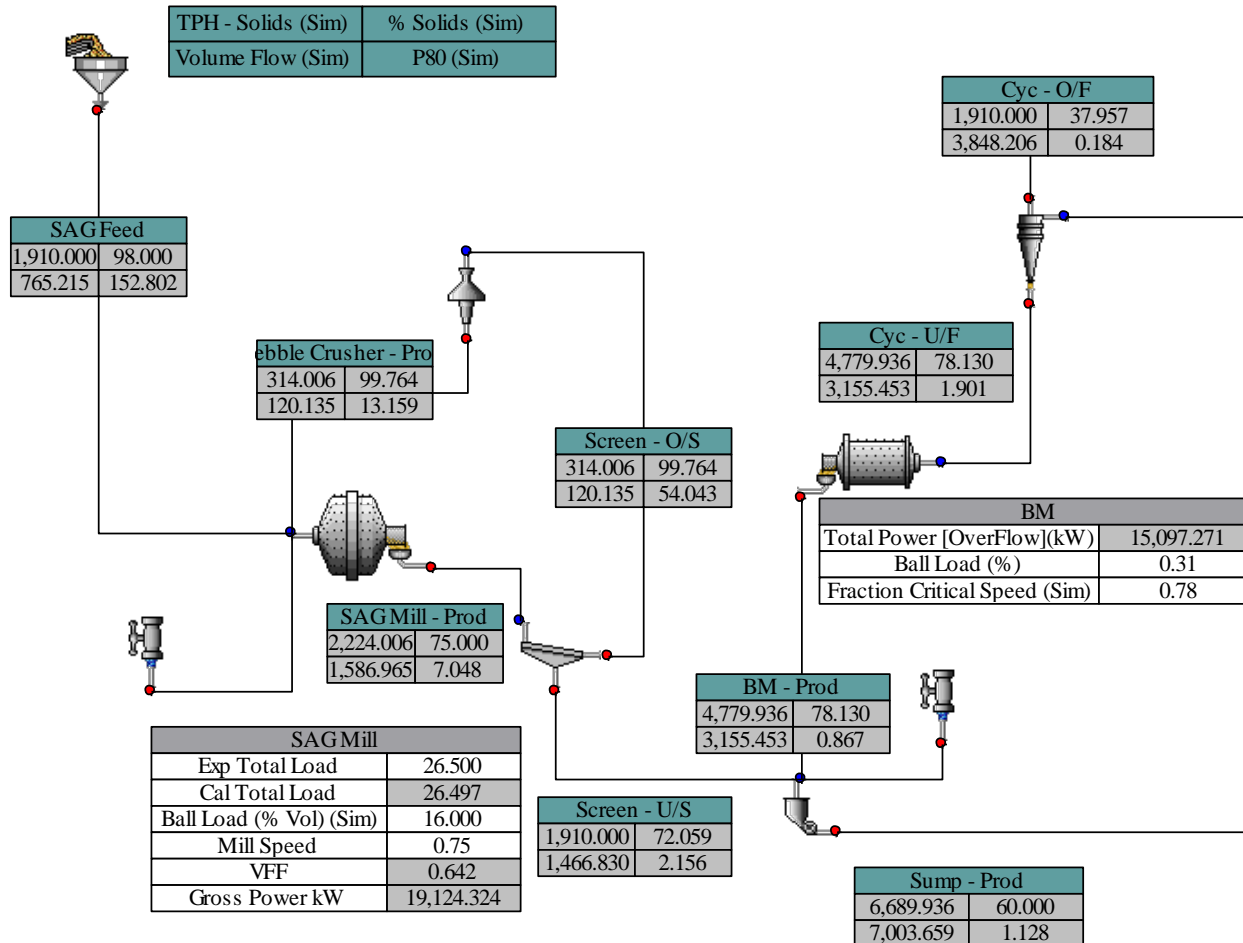 TPH - Solids (Sim) % Solids (Sim)
Volume Flow (Sim) P80 (Sim)
Cyc - O/F
1,910.000 37.957
3,848.206 0.184
SAG Feed
1,910.000 98.000
765.215 152.802
Cyc - U/F
4,779.936 78.130
3,155.453 1.901
ebble Crusher - Pro
314.006 99.764
120.135 13.159
Screen - O/S
314.006 99.764
120.135 54.043
BM
Total Power [OverFlow](kW) 15,097.271
Ball Load (%) 0.31
Fraction Critical Speed (Sim) 0.78
SAG Mill - Prod
2,224.006 75.000
1,586.965 7.048
BM - Prod
4,779.936 78.130
3,155.453 0.867
SAG Mill
Exp Total Load 26.500
Cal Total Load 26.497
Ball Load (% Vol) (Sim) 16.000
Mill Speed 0.75
VFF 0.642
Gross Power kW 19,124.324
Screen - U/S
1,910.000 72.059
1,466.830 2.156
Sump - Prod
6,689.936 60.000
7,003.659 1.128